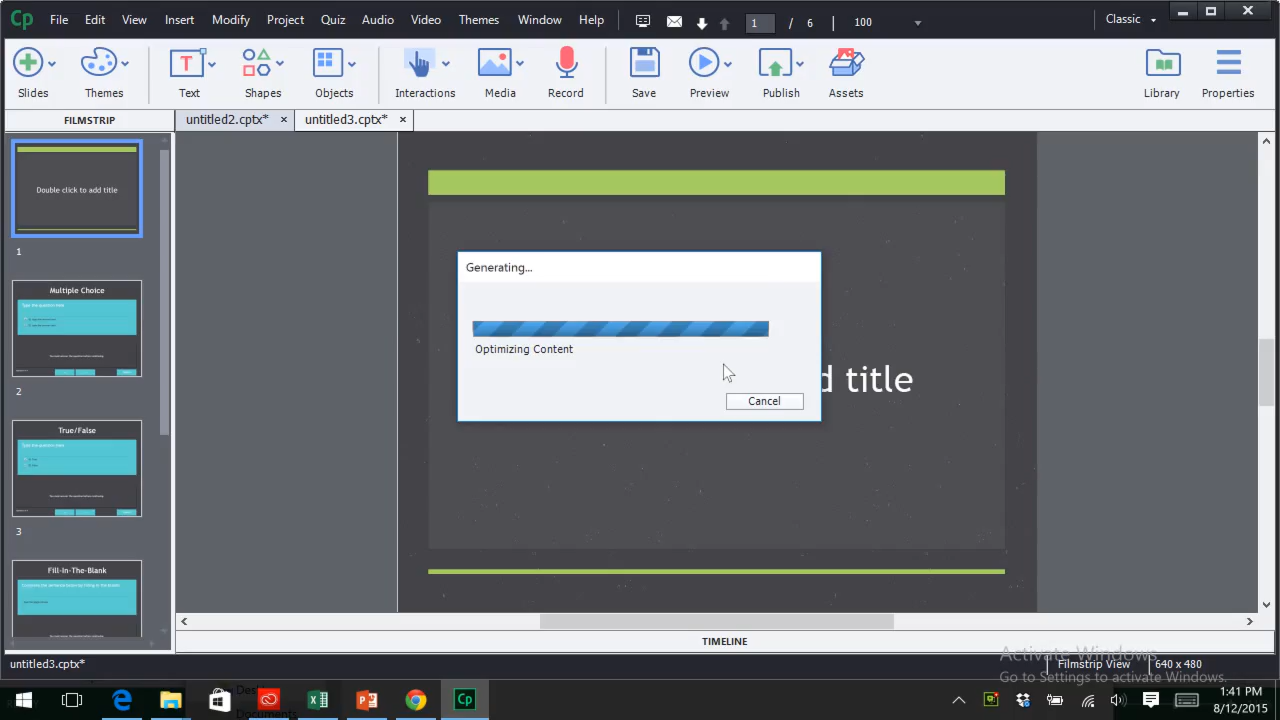 Cp File Edit View Insert Modify Project Quiz Audio Video Themes Window Help 1 / 6 100 Classic
Slides Themes Text Shapes Objects Interactions Media Record Save Preview Publish Assets Library Properties
FILMSTRIP untitled2.cptx* × untitled3.cptx* ×
Double click to add title
1
Multiple Choice
2
True/False
3
Fill-In-The-Blank
Generating...
Optimizing Content
d title
Cancel
TIMELINE
Activate Windows
Go to Settings to activate Windows.
untitled3.cptx* Filmstrip View 640 x 480
Cp 1:41 PM
8/12/2015